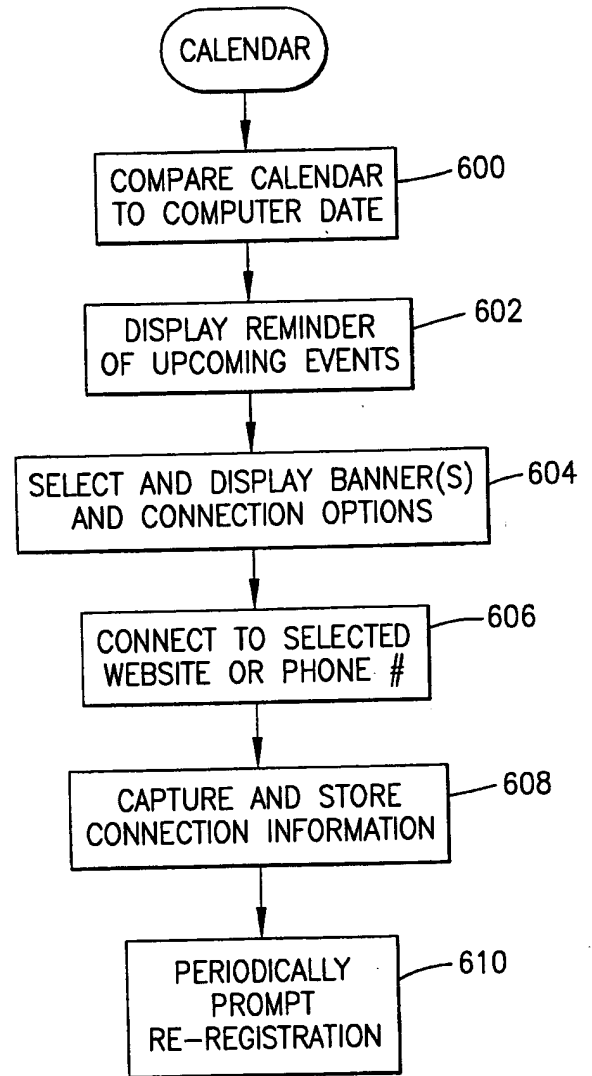 CALENDAR
COMPARE CALENDAR
TO COMPUTER DATE
600
DISPLAY REMINDER
OF UPCOMING EVENTS
602
SELECT AND DISPLAY BANNER(S)
AND CONNECTION OPTIONS
604
CONNECT TO SELECTED
WEBSITE OR PHONE #
606
CAPTURE AND STORE
CONNECTION INFORMATION
608
PERIODICALLY
PROMPT
RE-REGISTRATION
610